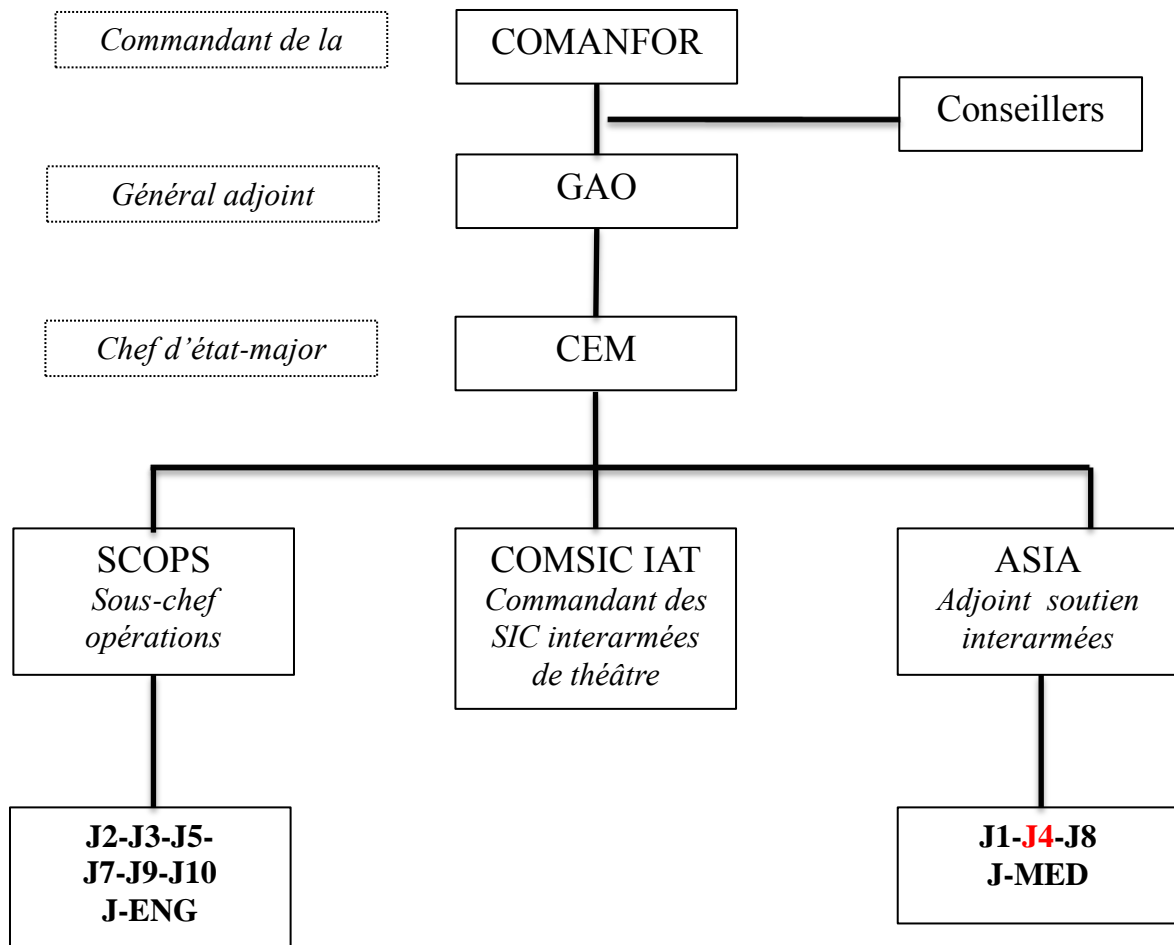 Commandant de la
COMANFOR
Conseillers
Général adjoint
GAO
Chef d’état-major
CEM
SCOPS
Sous-chef
opérations
COMSIC IAT
Commandant des
SIC interarmées
de théâtre
ASIA
Adjoint soutien
interarmées
J2-J3-J5-
J7-J9-J10
J-ENG
J1-J4-J8
J-MED